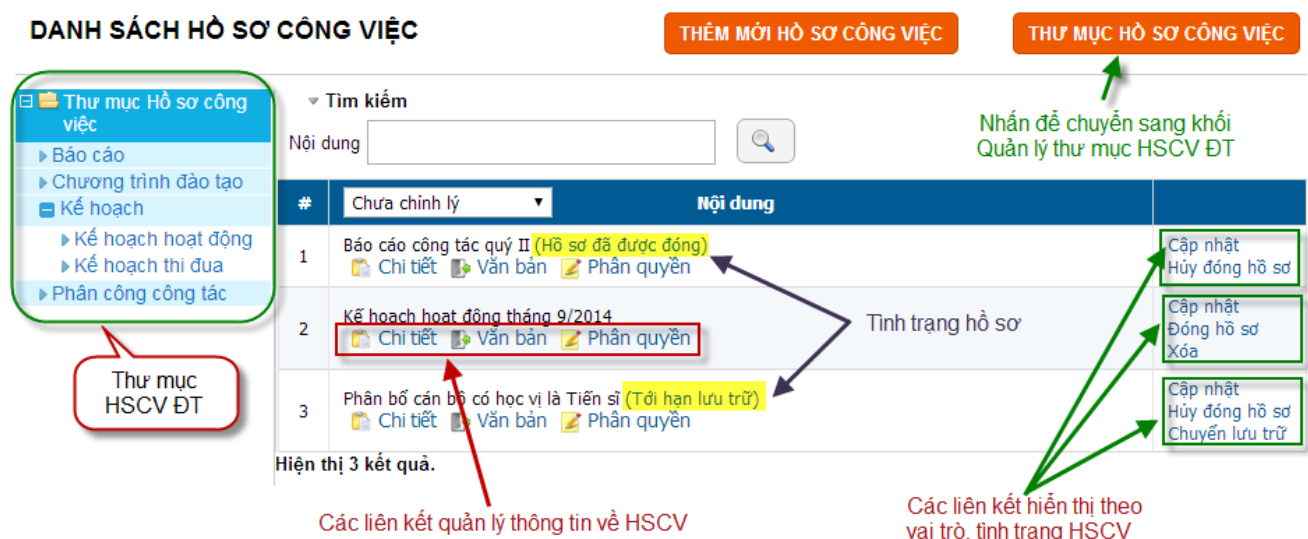 DANH SÁCH HỒ SƠ CÔNG VIỆC
THÊM MỚI HỒ SƠ CÔNG VIỆC
THƯ MỤC HỒ SƠ CÔNG VIỆC
Thư mục Hồ sơ công
việc
Báo cáo
Chương trình đào tạo
Kế hoạch
Kế hoạch hoạt động
Kế hoạch thi đua
Phân công công tác
Thư mục
HSCV ĐT
Tìm kiếm
Nội dung
Nhấn để chuyển sang khối
Quản lý thư mục HSCV ĐT
# Chưa chỉnh lý Nội dung
1 Báo cáo công tác quý II (Hồ sơ đã được đóng)
Chi tiết Văn bản Phân quyền
Cập nhật
Hủy đóng hồ sơ
2 Kế hoạch hoạt động tháng 9/2014
Chi tiết Văn bản Phân quyền
Cập nhật
Đóng hồ sơ
Xóa
Tình trạng hồ sơ
3 Phân bổ cán bộ có học vị là Tiến sĩ (Tới hạn lưu trữ)
Chi tiết Văn bản Phân quyền
Cập nhật
Hủy đóng hồ sơ
Chuyển lưu trữ
Hiện thị 3 kết quả.
Các liên kết quản lý thông tin về HSCV
Các liên kết hiển thị theo
vai trò, tình trạng HSCV